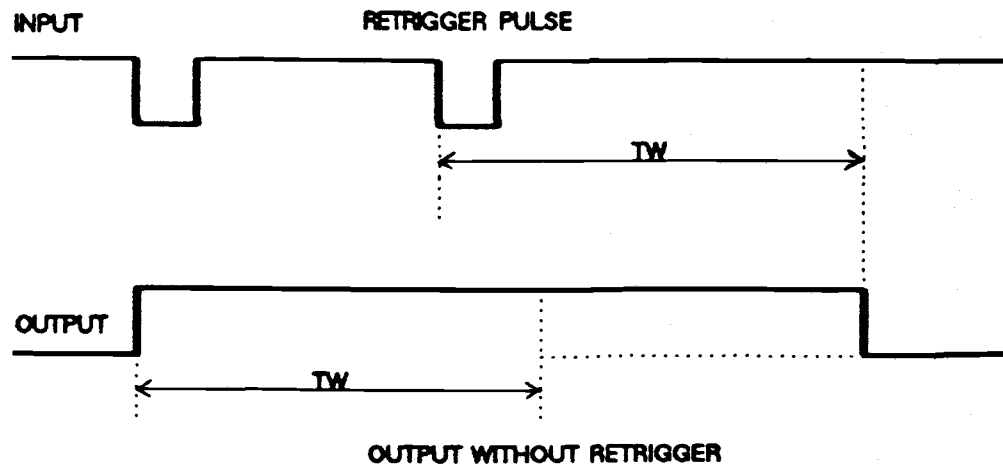 INPUT
RETRIGGER PULSE
TW
OUTPUT
TW
OUTPUT WITHOUT RETRIGGER